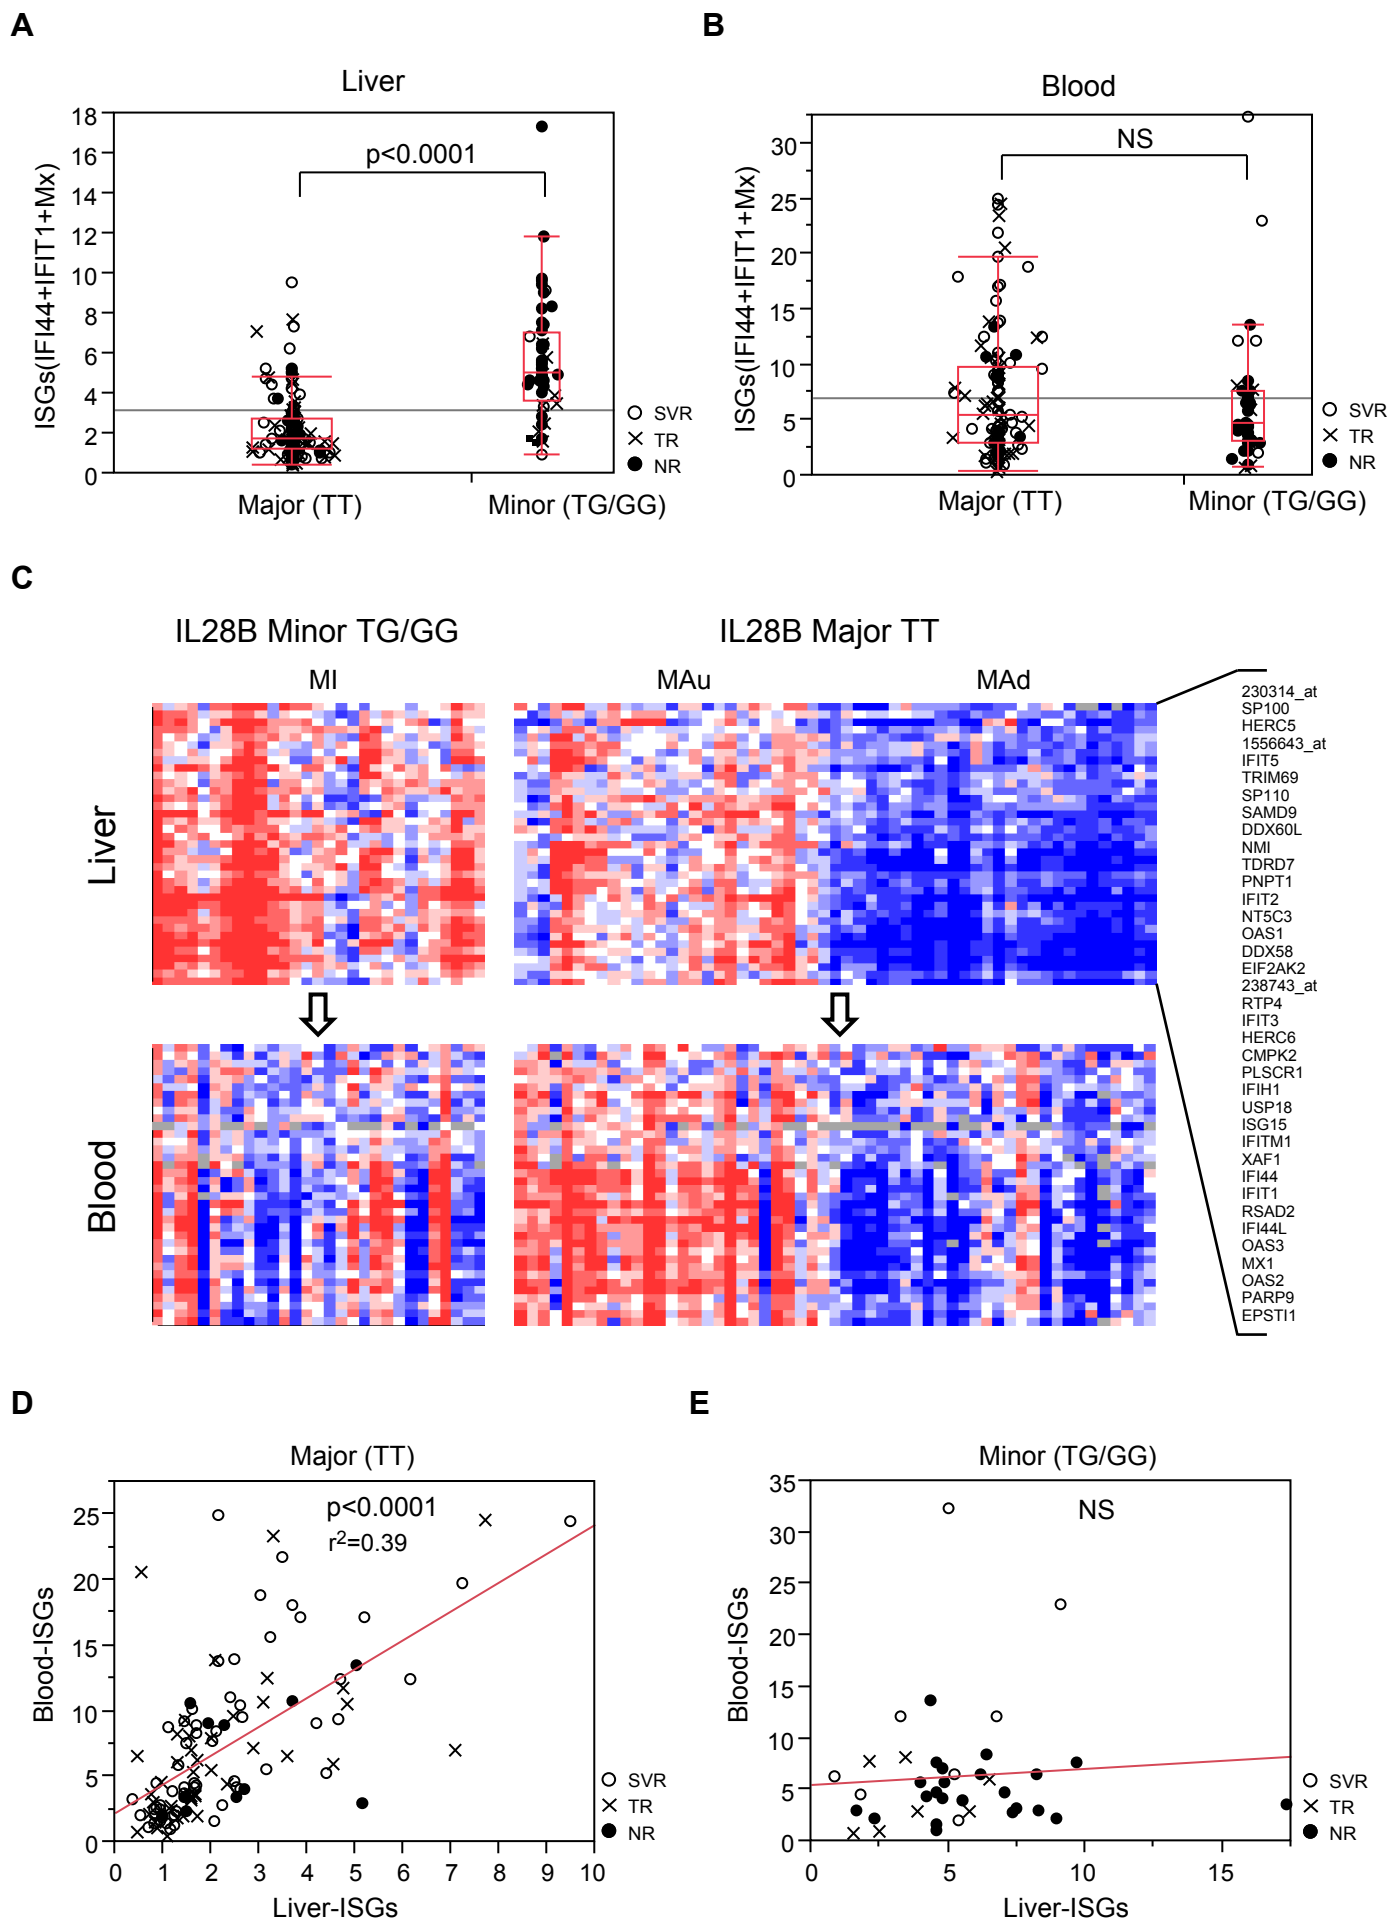 A
Liver
ISGs(IFI44+IFIT1+Mx)
18
16
14
12
10
8
6
4
2
0
p<0.0001
Major (TT)
Minor (TG/GG)
SVR
TR
NR
B
Blood
ISGs(IFI44+IFIT1+Mx)
30
25
20
15
10
5
0
NS
Major (TT)
Minor (TG/GG)
SVR
TR
NR
C
IL28B Minor TG/GG
IL28B Major TT
MI
MAu
MAd
Liver
Blood
230314_at
SP100
HERC5
1556643_at
IFIT5
TRIM69
SP110
SAMD9
DDX60L
NMI
TDRD7
PNPT1
IFIT2
NT5C3
OAS1
DDX58
EIF2AK2
238743_at
RTP4
IFIT3
HERC6
CMPK2
PLSCR1
IFIH1
USP18
ISG15
IFITM1
XAF1
IFI44
IFIT1
RSAD2
IFI44L
OAS3
MX1
OAS2
PARP9
EPSTI1
D
Major (TT)
p<0.0001
r²=0.39
Blood-ISGs
25
20
15
10
5
0
0 1 2 3 4 5 6 7 8 9 10
Liver-ISGs
SVR
TR
NR
E
Minor (TG/GG)
NS
Blood-ISGs
35
30
25
20
15
10
5
0
0 5 10 15
Liver-ISGs
SVR
TR
NR